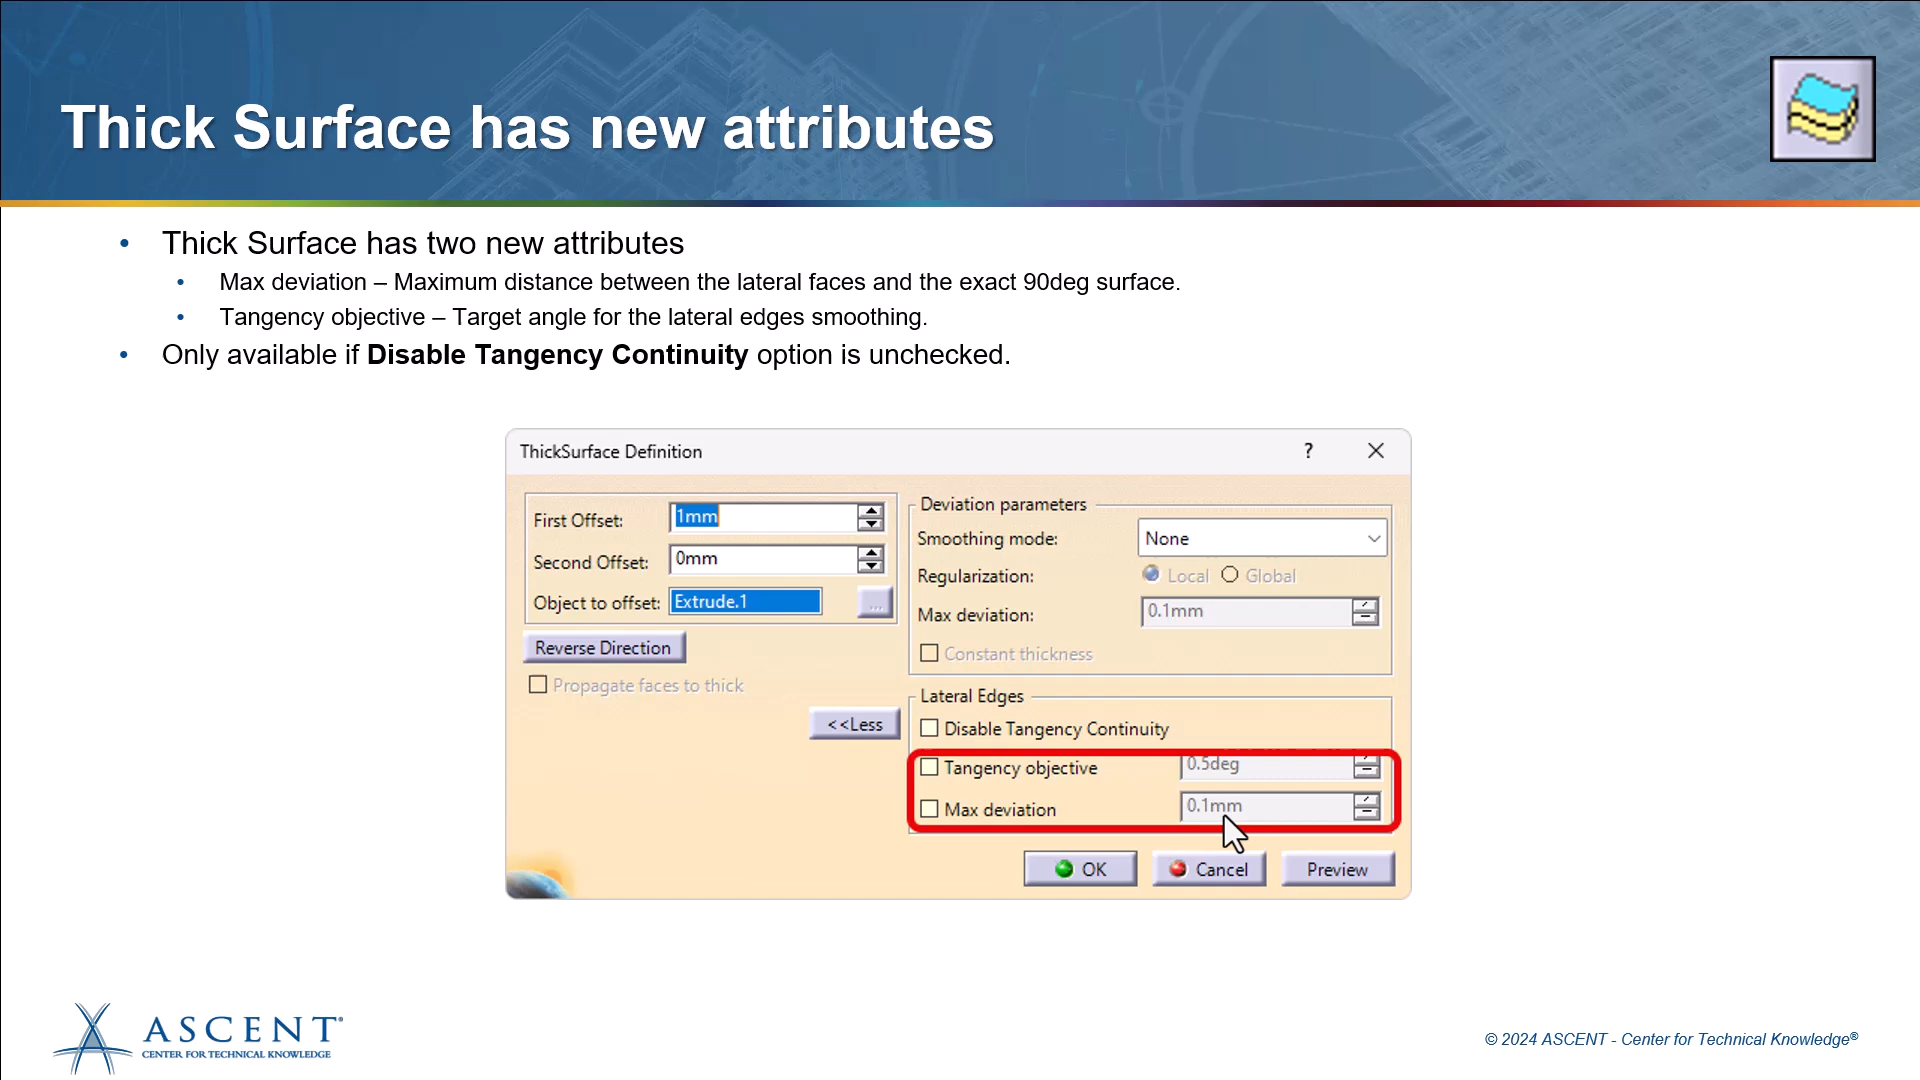 Thick Surface has new attributes
• Thick Surface has two new attributes
• Max deviation – Maximum distance between the lateral faces and the exact 90deg surface.
• Tangency objective – Target angle for the lateral edges smoothing.
• Only available if Disable Tangency Continuity option is unchecked.
ThickSurface Definition ?
First Offset: 1mm
Second Offset: 0mm
Object to offset: Extrude.1 ...
Reverse Direction
Propagate faces to thick
<<Less
Deviation parameters
Smoothing mode: None
Regularization: Local Global
Max deviation: 0.1mm
Constant thickness
Lateral Edges
Disable Tangency Continuity
Tangency objective 0.5deg
Max deviation 0.1mm
OK Cancel Preview
ASCENT®
CENTER FOR TECHNICAL KNOWLEDGE
© 2024 ASCENT - Center for Technical Knowledge®